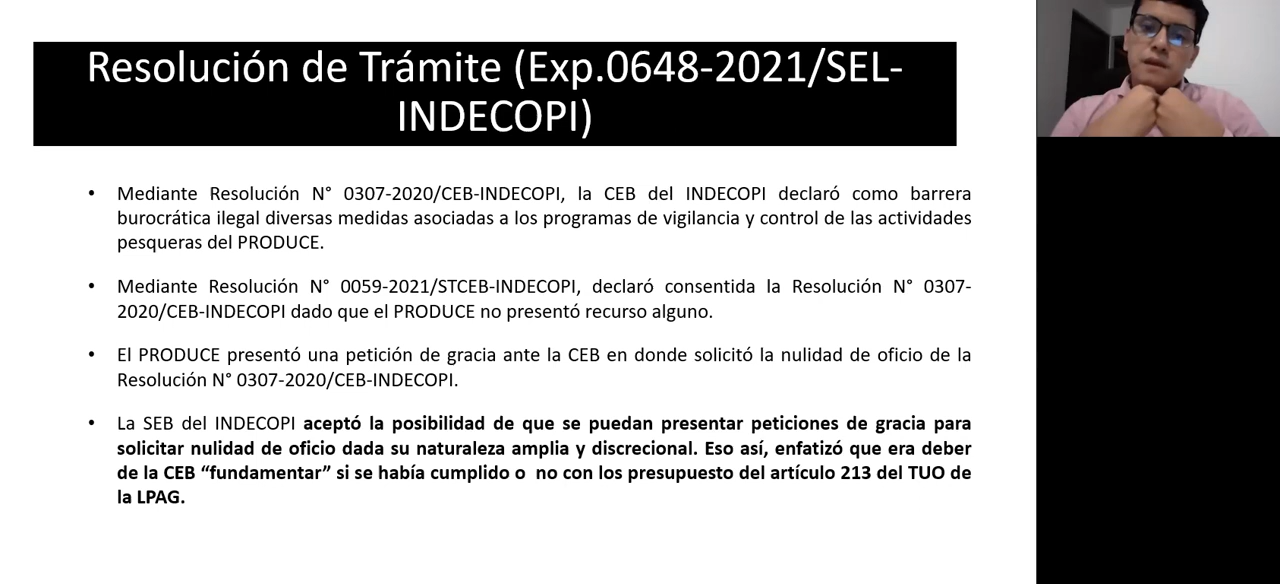 Resolución de Trámite (Exp.0648-2021/SEL-
INDECOPI)
• Mediante Resolución N° 0307-2020/CEB-INDECOPI, la CEB del INDECOPI declaró como barrera
burocrática ilegal diversas medidas asociadas a los programas de vigilancia y control de las actividades
pesqueras del PRODUCE.
• Mediante Resolución N° 0059-2021/STCEB-INDECOPI, declaró consentida la Resolución N° 0307-
2020/CEB-INDECOPI dado que el PRODUCE no presentó recurso alguno.
• El PRODUCE presentó una petición de gracia ante la CEB en donde solicitó la nulidad de oficio de la
Resolución N° 0307-2020/CEB-INDECOPI.
• La SEB del INDECOPI aceptó la posibilidad de que se puedan presentar peticiones de gracia para
solicitar nulidad de oficio dada su naturaleza amplia y discrecional. Eso así, enfatizó que era deber
de la CEB “fundamentar” si se había cumplido o no con los presupuesto del artículo 213 del TUO de
la LPAG.